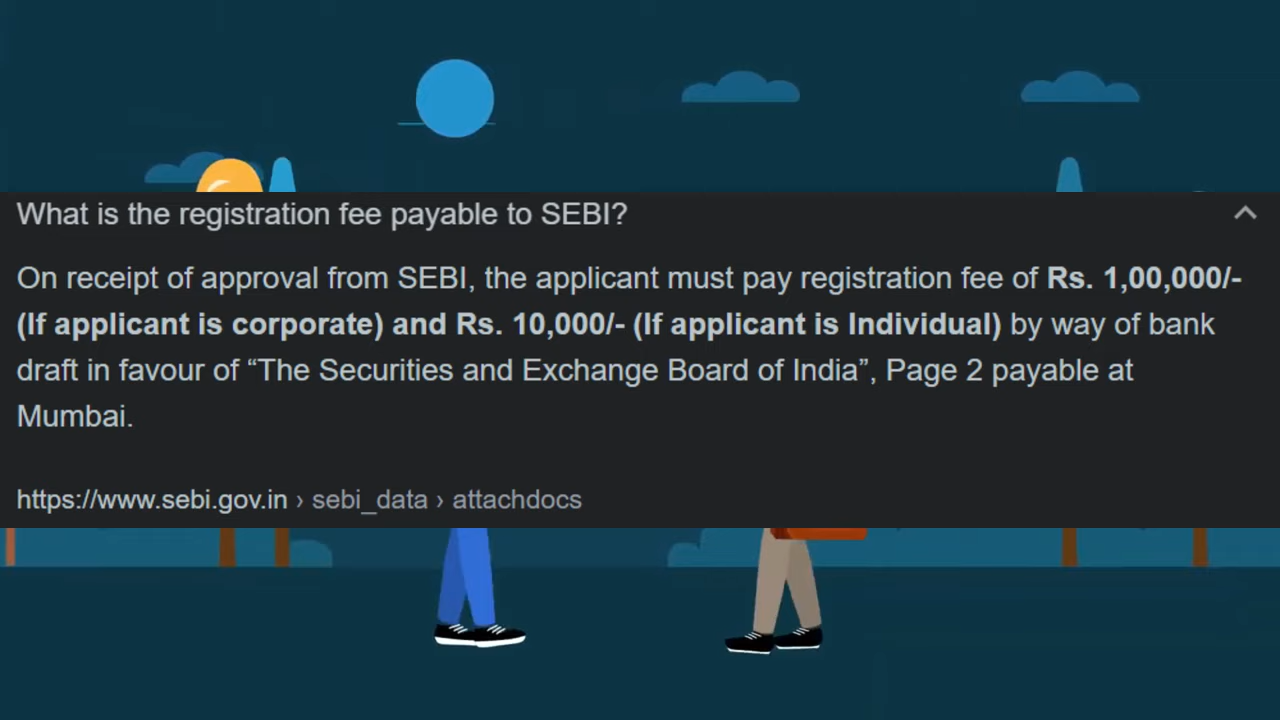 What is the registration fee payable to SEBI?
On receipt of approval from SEBI, the applicant must pay registration fee of Rs. 1,00,000/-
(If applicant is corporate) and Rs. 10,000/- (If applicant is Individual) by way of bank
draft in favour of “The Securities and Exchange Board of India”, Page 2 payable at
Mumbai.
https://www.sebi.gov.in › sebi_data › attachdocs